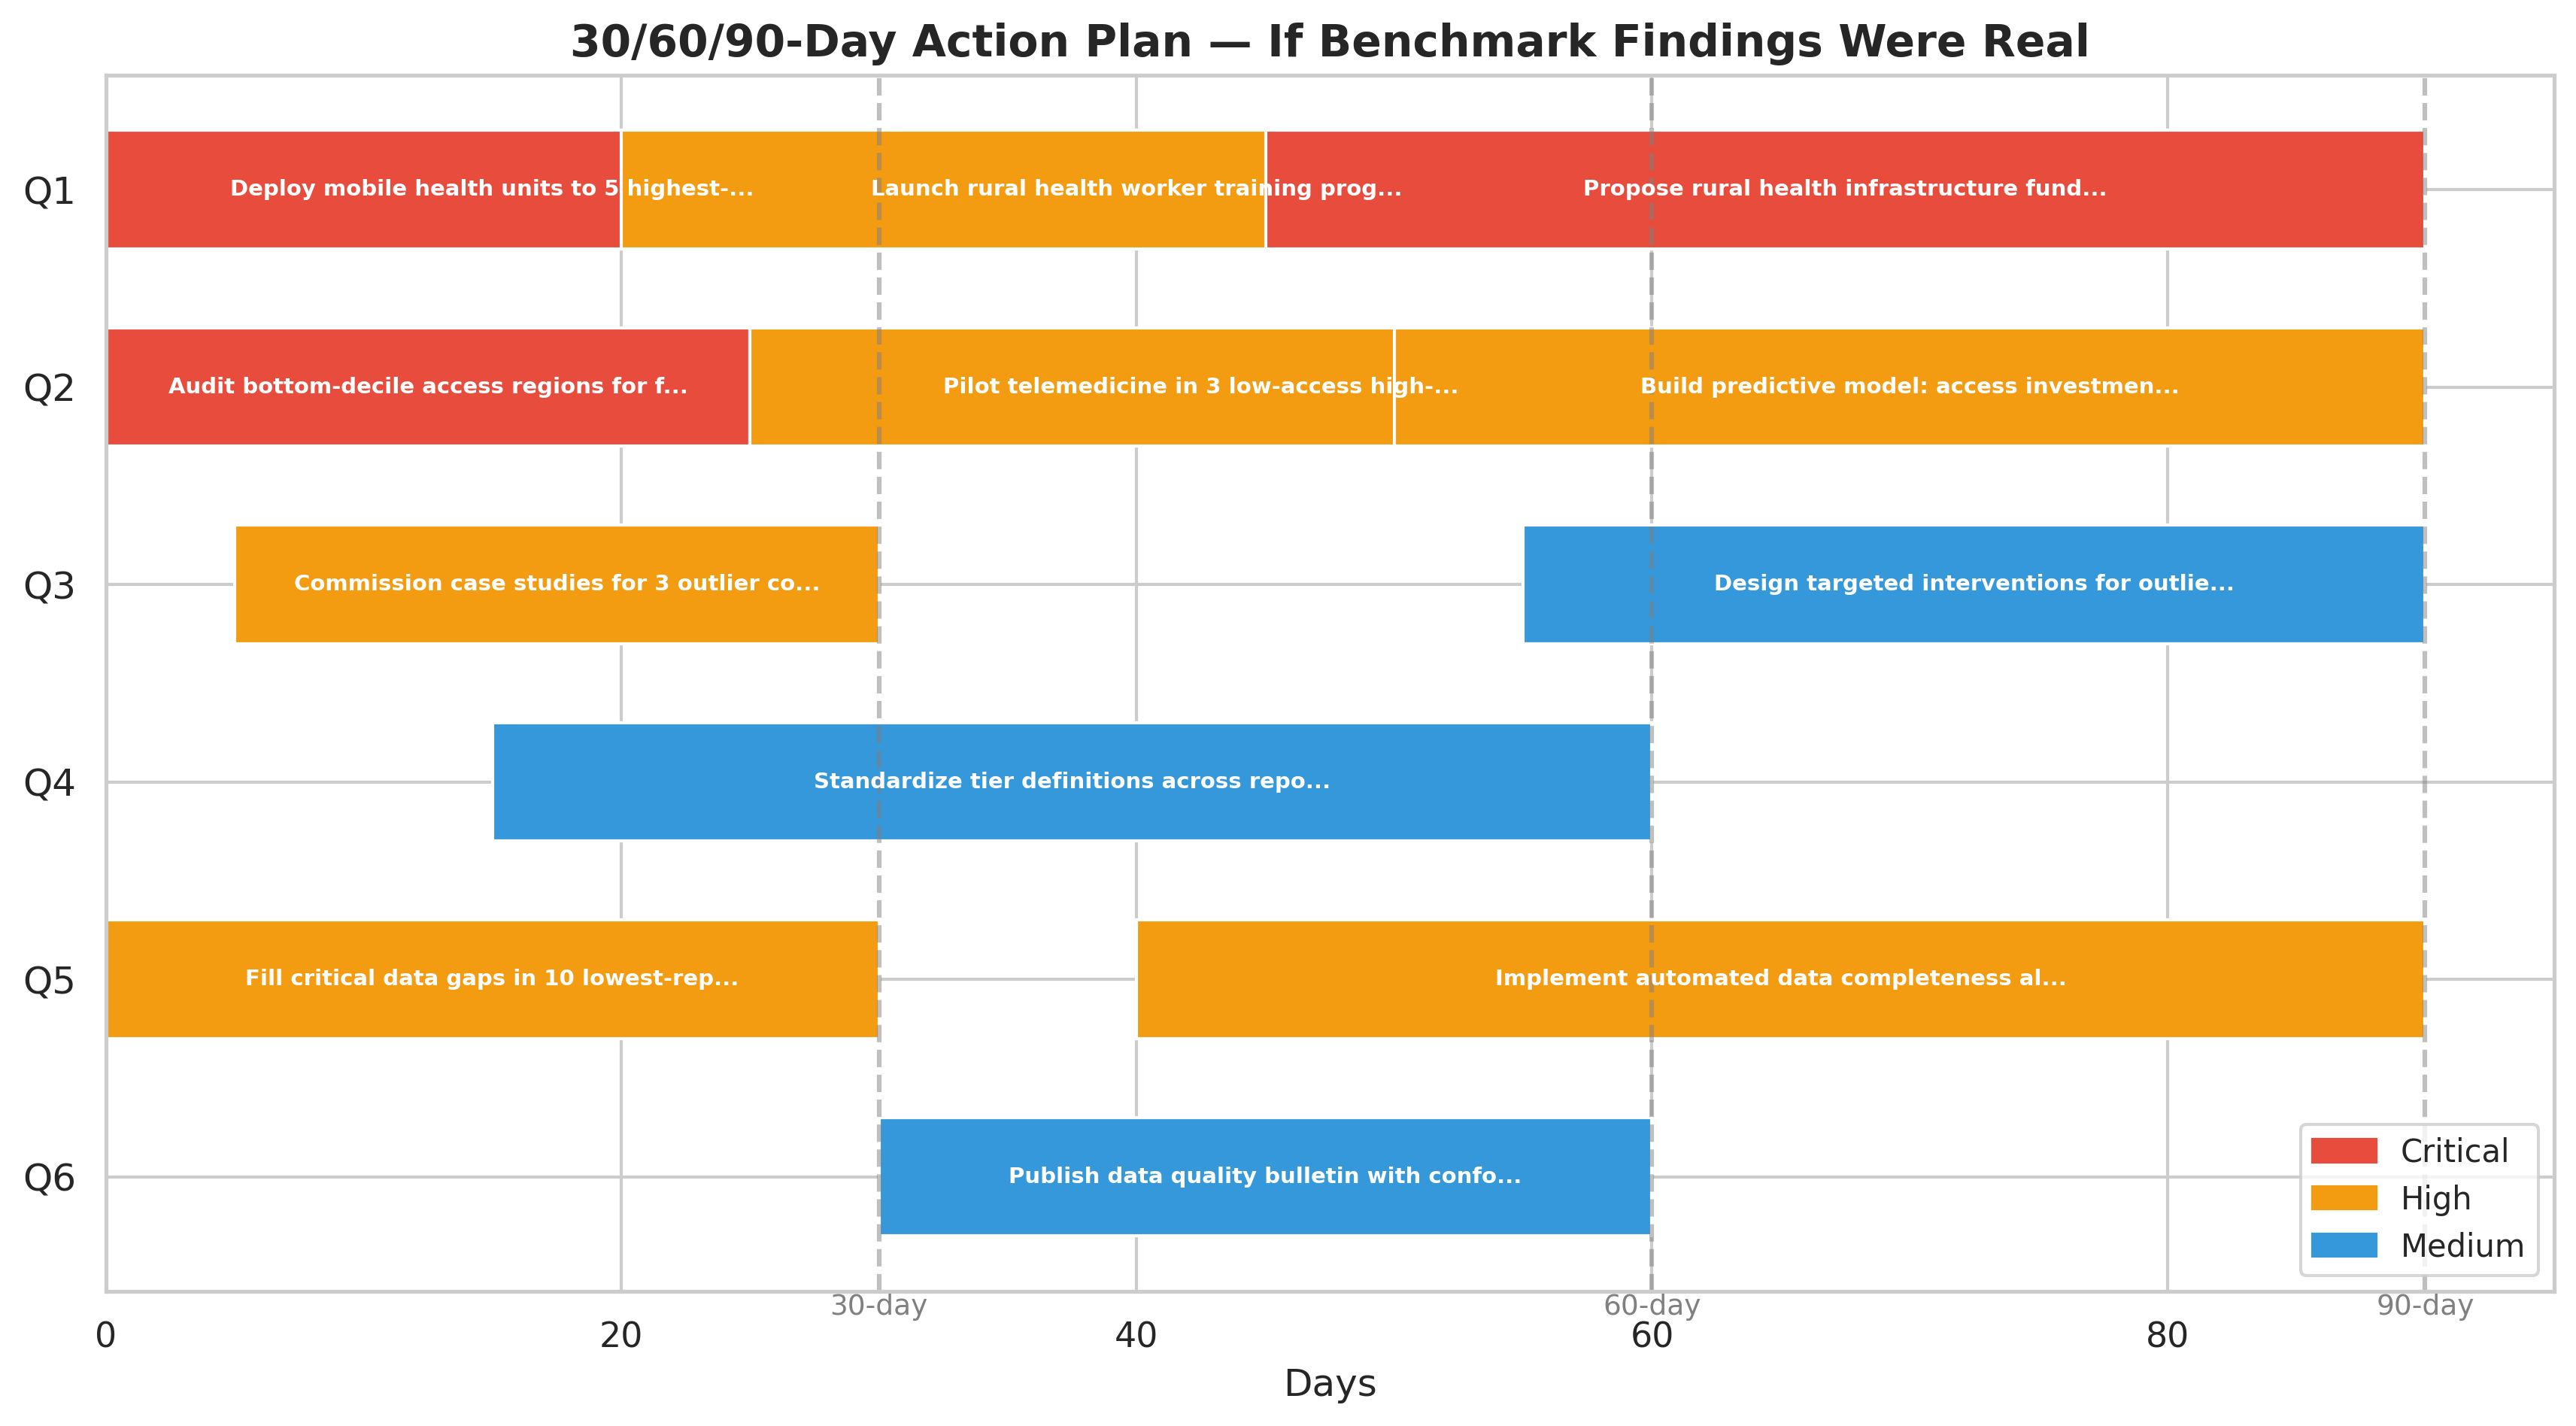 30/60/90-Day Action Plan — If Benchmark Findings Were Real
Q1
Deploy mobile health units to 5 highest-...
Launch rural health worker training prog...
Propose rural health infrastructure fund...
Q2
Audit bottom-decile access regions for f...
Pilot telemedicine in 3 low-access high-...
Build predictive model: access investmen...
Q3
Commission case studies for 3 outlier co...
Design targeted interventions for outlie...
Q4
Standardize tier definitions across repo...
Q5
Fill critical data gaps in 10 lowest-rep...
Implement automated data completeness al...
Q6
Publish data quality bulletin with confo...
Critical
High
Medium
30-day
60-day
90-day
0
20
40
60
80
Days